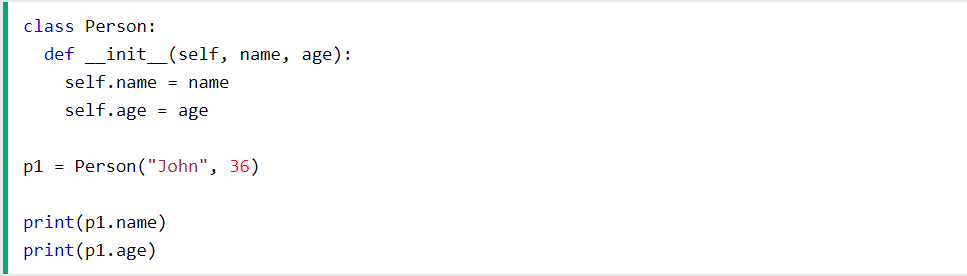 class Person:
  def __init__(self, name, age):
    self.name = name
    self.age = age

p1 = Person("John", 36)

print(p1.name)
print(p1.age)